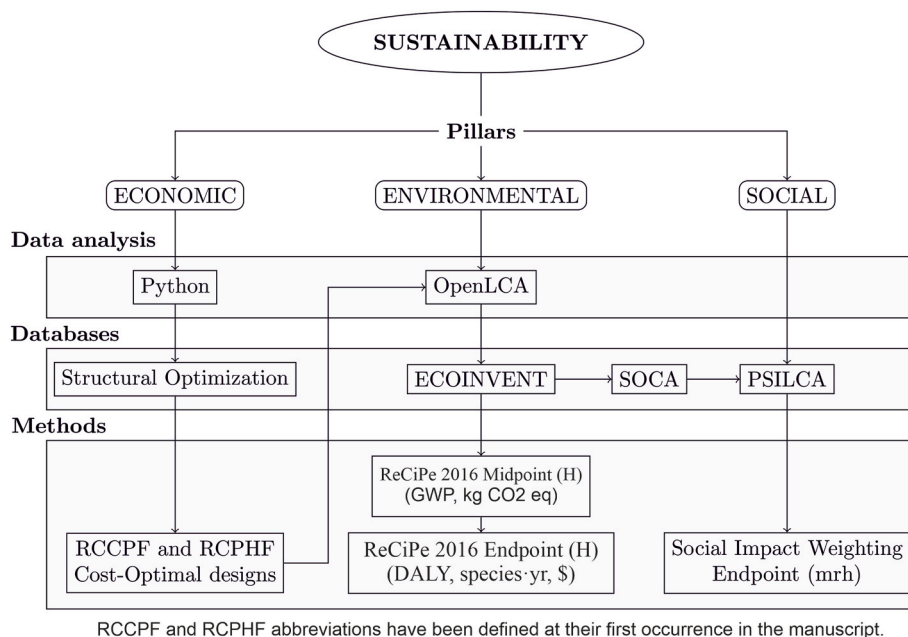 SUSTAINABILITY
Pillars
ECONOMIC
ENVIRONMENTAL
SOCIAL
Data analysis
Python
OpenLCA
Databases
Structural Optimization
ECOINVENT
SOCA
PSILCA
Methods
ReCiPe 2016 Midpoint (H)
(GWP, kg CO2 eq)
RCCPF and RCPHF
Cost-Optimal designs
ReCiPe 2016 Endpoint (H)
(DALY, species·yr, $)
Social Impact Weighting
Endpoint (mrh)
RCCPF and RCPHF abbreviations have been defined at their first occurrence in the manuscript.